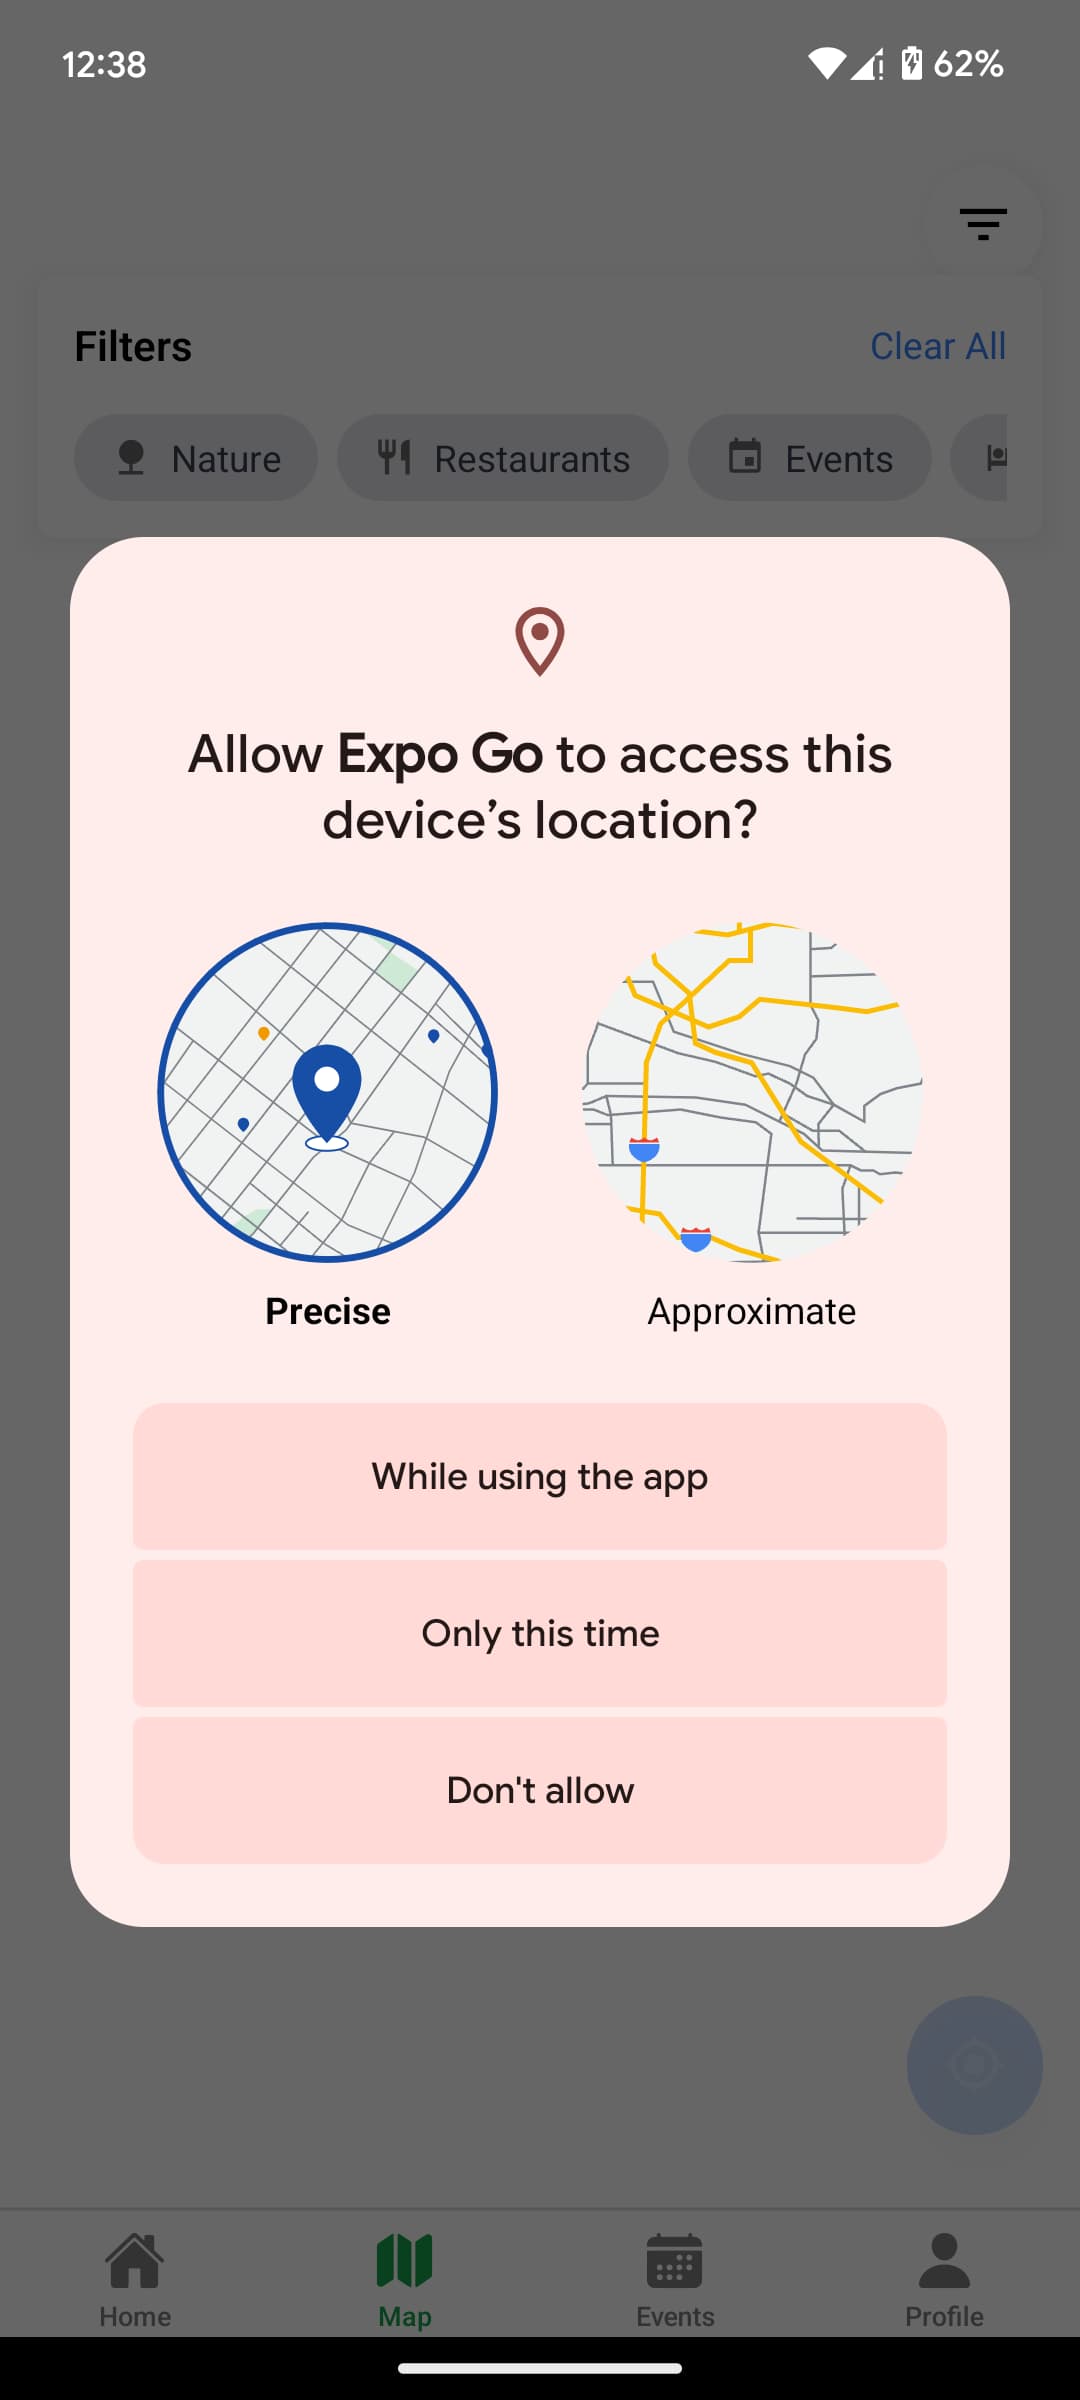 12:38
62%
Filters
Clear All
Nature
Restaurants
Events
Allow Expo Go to access this
device’s location?
Precise
Approximate
While using the app
Only this time
Don't allow
Home
Map
Events
Profile